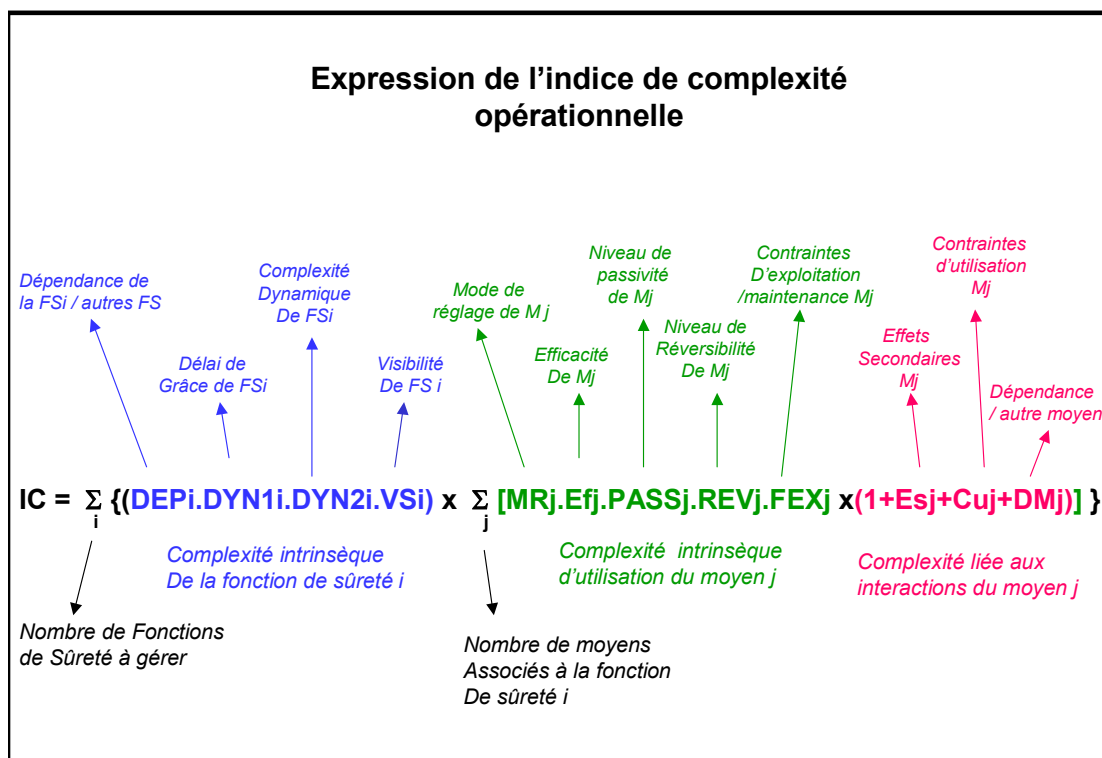 Expression de l’indice de complexité
opérationnelle
Dépendance de
la FSi / autres FS
Délai de
Grâce de FSi
Complexité
Dynamique
De FSi
Visibilité
De FS i
Mode de
réglage de M j
Efficacité
De Mj
Niveau de
passivité
de Mj
Niveau de
Réversibilité
De Mj
Contraintes
D’exploitation
/maintenance Mj
Effets
Secondaires
Mj
Contraintes
d’utilisation
Mj
Dépendance
/ autre moyen
IC = Σ {(DEPi.DYN1i.DYN2i.VSi) x Σ [MRj.Efj.PASSj.REVj.FEXj x(1+Esj+Cuj+DMj)] }
i j
Complexité intrinsèque
De la fonction de sûreté i
Complexité intrinsèque
d’utilisation du moyen j
Complexité liée aux
interactions du moyen j
Nombre de Fonctions
de Sûreté à gérer
Nombre de moyens
Associés à la fonction
De sûreté i